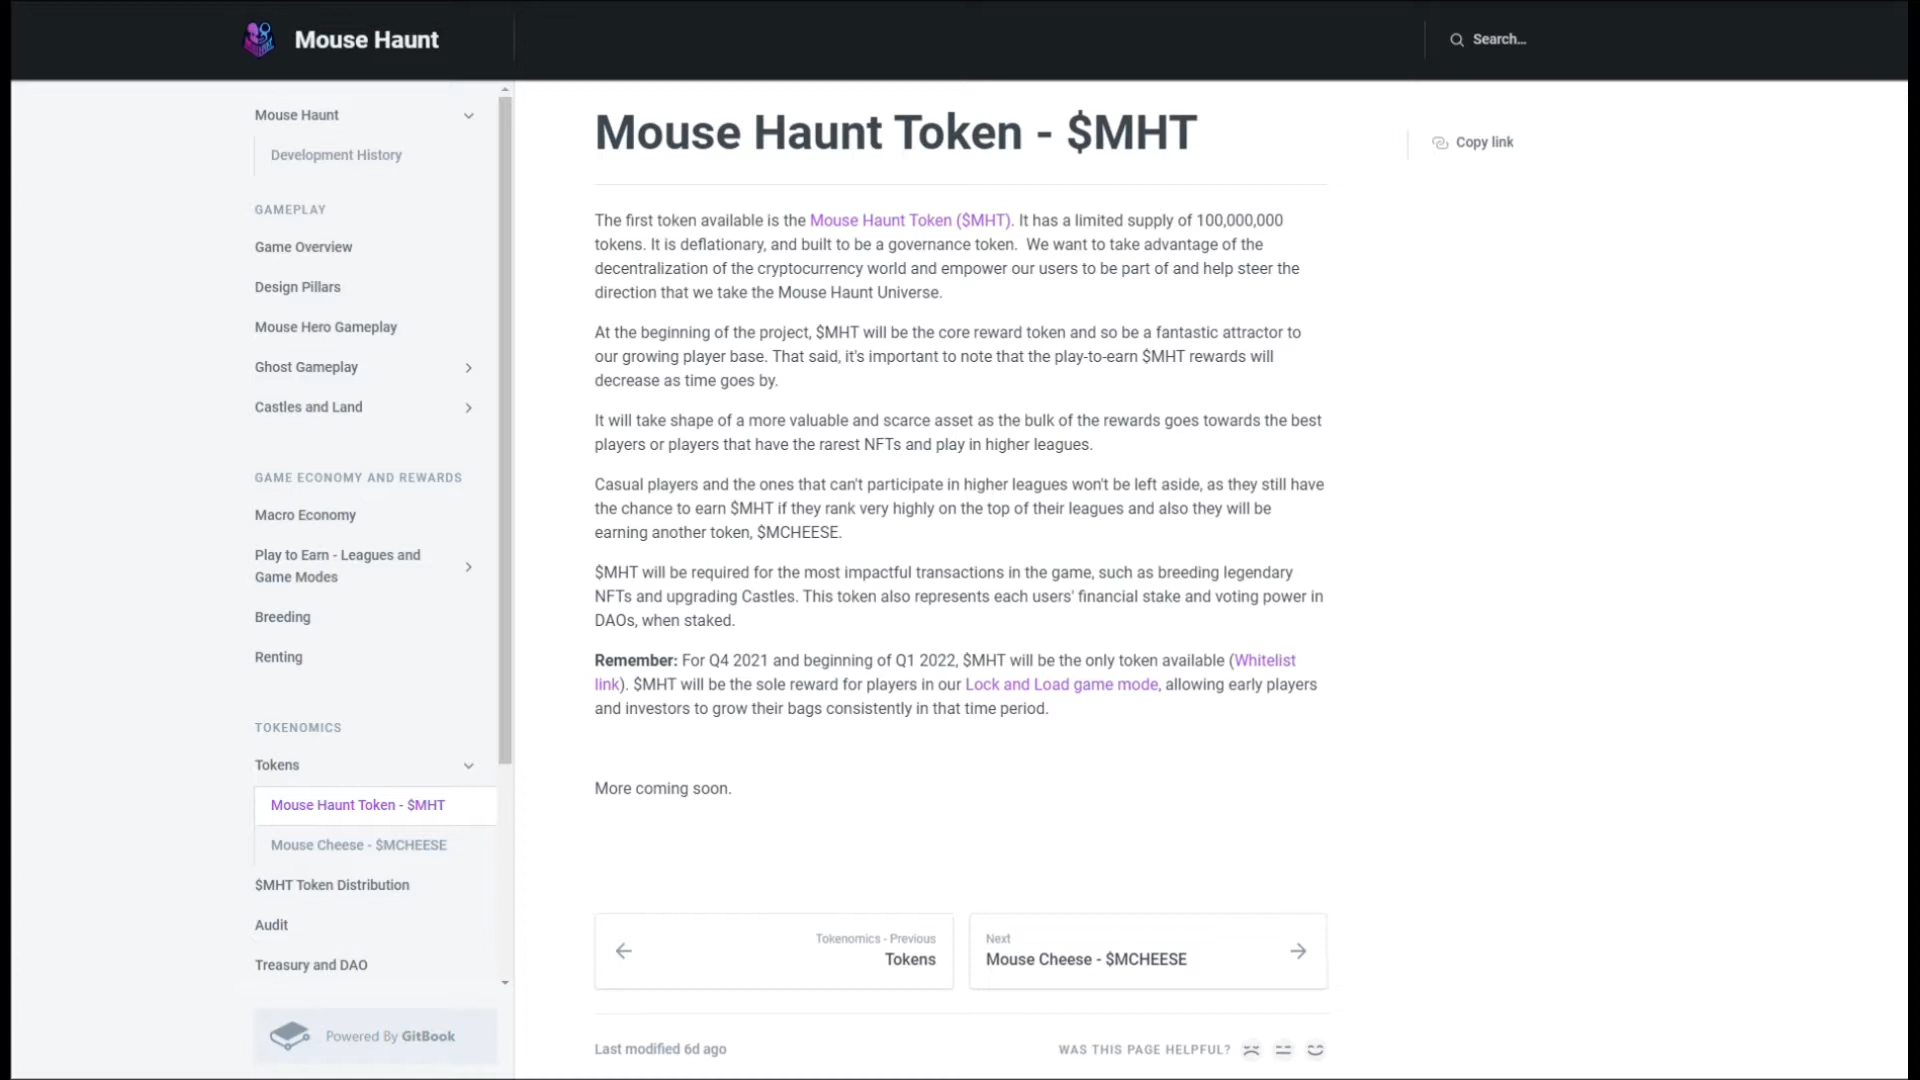 Mouse Haunt
Search...
Mouse Haunt
Development History
GAMEPLAY
Game Overview
Design Pillars
Mouse Hero Gameplay
Ghost Gameplay
Castles and Land
GAME ECONOMY AND REWARDS
Macro Economy
Play to Earn - Leagues and
Game Modes
Breeding
Renting
TOKENOMICS
Tokens
Mouse Haunt Token - $MHT
Mouse Cheese - $MCHEESE
$MHT Token Distribution
Audit
Treasury and DAO
Powered By GitBook
Mouse Haunt Token - $MHT
Copy link
The first token available is the Mouse Haunt Token ($MHT). It has a limited supply of 100,000,000
tokens. It is deflationary, and built to be a governance token.  We want to take advantage of the
decentralization of the cryptocurrency world and empower our users to be part of and help steer the
direction that we take the Mouse Haunt Universe.
At the beginning of the project, $MHT will be the core reward token and so be a fantastic attractor to
our growing player base. That said, it's important to note that the play-to-earn $MHT rewards will
decrease as time goes by.
It will take shape of a more valuable and scarce asset as the bulk of the rewards goes towards the best
players or players that have the rarest NFTs and play in higher leagues.
Casual players and the ones that can't participate in higher leagues won't be left aside, as they still have
the chance to earn $MHT if they rank very highly on the top of their leagues and also they will be
earning another token, $MCHEESE.
$MHT will be required for the most impactful transactions in the game, such as breeding legendary
NFTs and upgrading Castles. This token also represents each users' financial stake and voting power in
DAOs, when staked.
Remember: For Q4 2021 and beginning of Q1 2022, $MHT will be the only token available (Whitelist
link). $MHT will be the sole reward for players in our Lock and Load game mode, allowing early players
and investors to grow their bags consistently in that time period.
More coming soon.
Tokenomics - Previous
Tokens
Next
Mouse Cheese - $MCHEESE
Last modified 6d ago
WAS THIS PAGE HELPFUL?